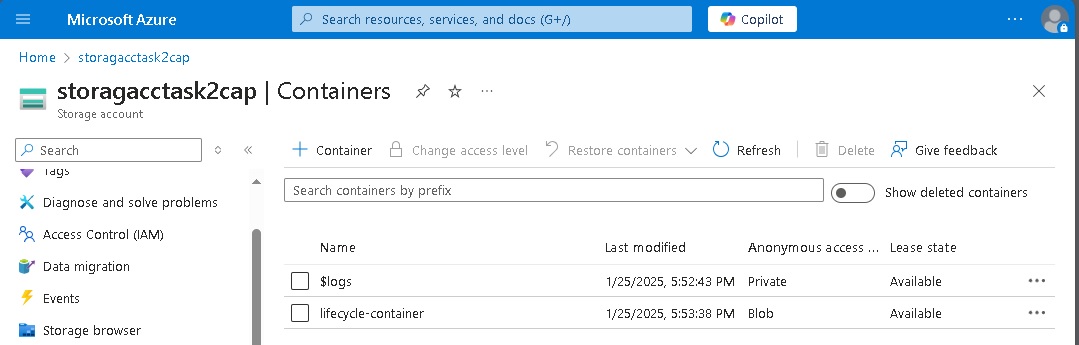 Microsoft Azure
Search resources, services, and docs (G+/)
Copilot
Home > storagacctask2cap
storagacctask2cap | Containers
Storage account
Search
Container
Change access level
Restore containers
Refresh
Delete
Give feedback
Tags
Search containers by prefix
Show deleted containers
Diagnose and solve problems
Access Control (IAM)
Data migration
Events
Storage browser
Name Last modified Anonymous access ... Lease state
$logs 1/25/2025, 5:52:43 PM Private Available
lifecycle-container 1/25/2025, 5:53:38 PM Blob Available